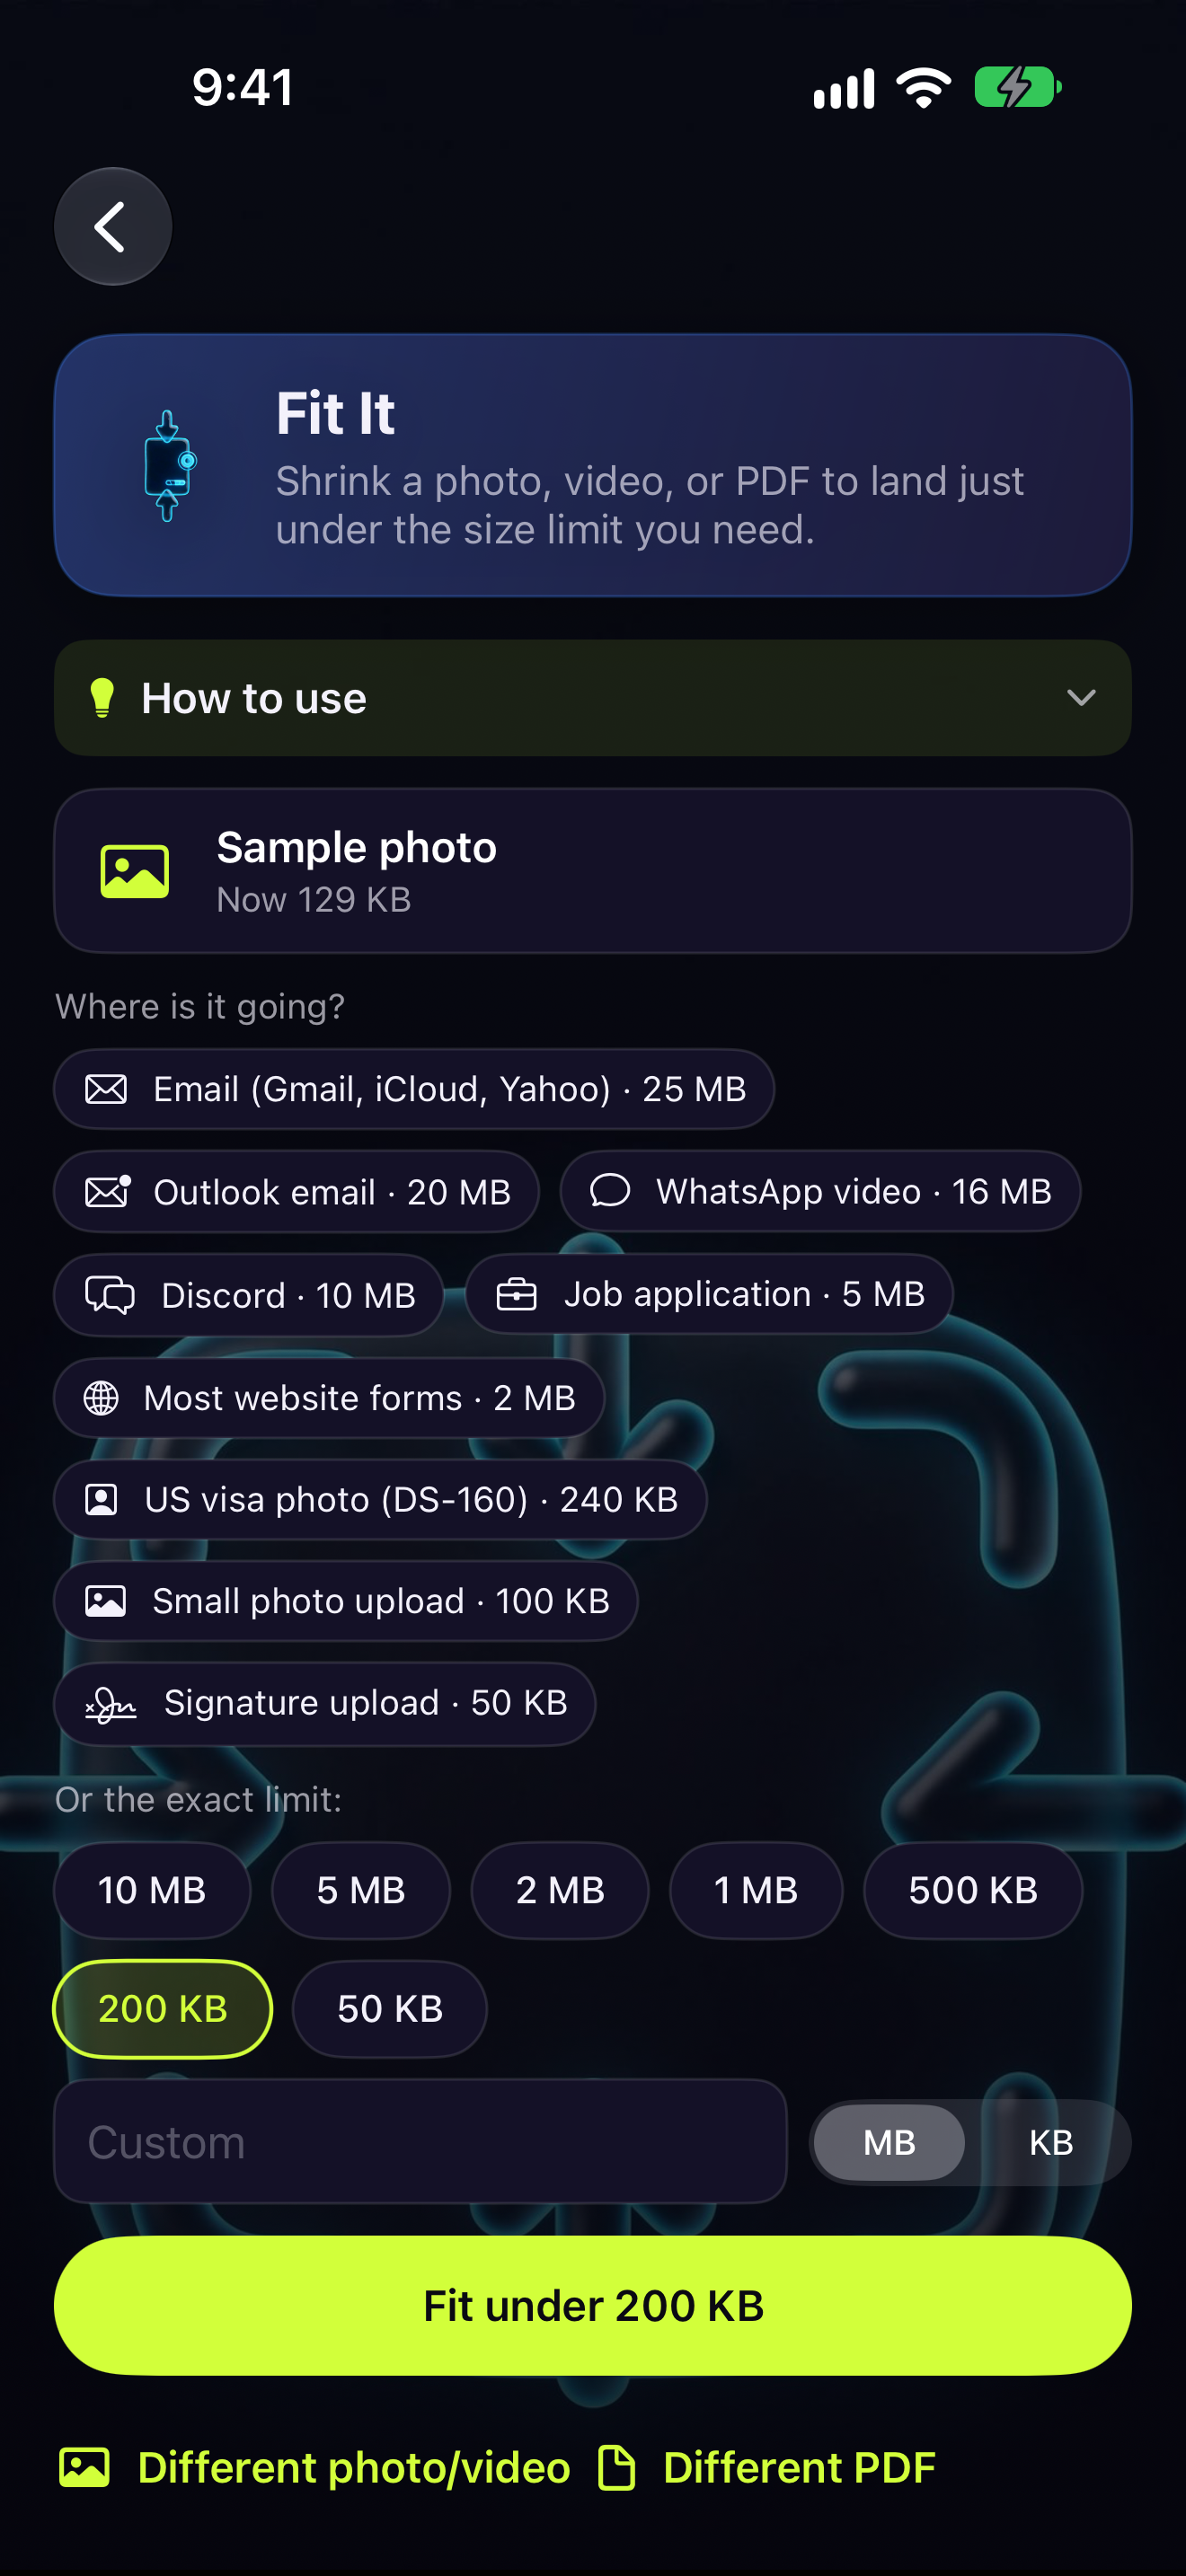 9:41
Fit It
Shrink a photo, video, or PDF to land just
under the size limit you need.
How to use
Sample photo
Now 129 KB
Where is it going?
Email (Gmail, iCloud, Yahoo) · 25 MB
Outlook email · 20 MB
WhatsApp video · 16 MB
Discord · 10 MB
Job application · 5 MB
Most website forms · 2 MB
US visa photo (DS-160) · 240 KB
Small photo upload · 100 KB
Signature upload · 50 KB
Or the exact limit:
10 MB
5 MB
2 MB
1 MB
500 KB
200 KB
50 KB
Custom
MB
KB
Fit under 200 KB
Different photo/video
Different PDF